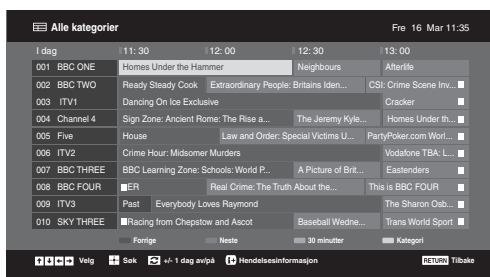 Alle kategorier Fre 16 Mar 11:35
I dag 11:30 12:00 12:30 13:00
001 BBC ONE Homes Under the Hammer Neighbours Afterlife
002 BBC TWO Ready Steady Cook Extraordinary People: Britains Iden... CSI: Crime Scene Inv...
003 ITV1 Dancing On Ice Exclusive Cracker
004 Channel 4 Sign Zone: Ancient Rome: The Rise a... The Jeremy Kyle... Homes Under th...
005 Five House Law and Order: Special Victims U... PartyPoker.com Worl...
006 ITV2 Crime Hour: Midsomer Murders Vodafone TBA: L...
007 BBC THREE BBC Learning Zone: Schools: World P... A Picture of Brit... Eastenders
008 BBC FOUR ER Real Crime: The Truth About the... This is BBC FOUR
009 ITV3 Past Everybody Loves Raymond The Sharon Osb...
010 SKY THREE Racing from Chepstow and Ascot Baseball Wedne... Trans World Sport
Forrige Neste 30 minutter Kategori
Velg Søk +/- 1 dag av/på Hendelsesinformasjon RETURN Tilbake